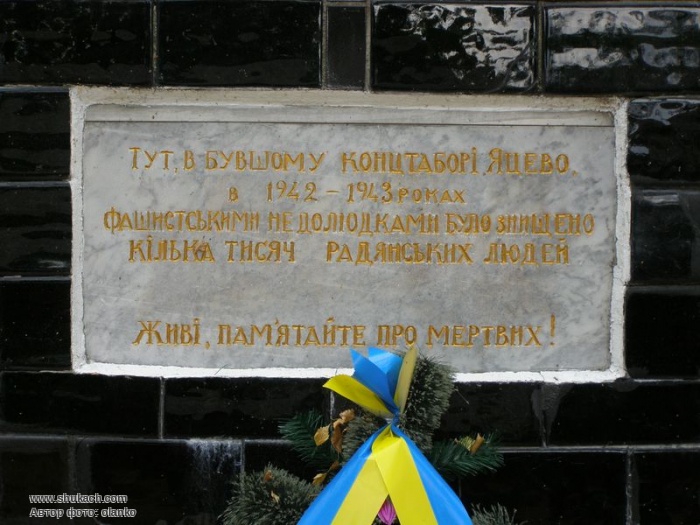 Тут, в бувшому концтаборі Яцево,
в 1942 – 1943 роках
фашистськими недолюдками було знищено
кілька тисяч радянських людей
Живі, пам'ятайте про мертвих!
www.shukach.com
Автор фото: olanko